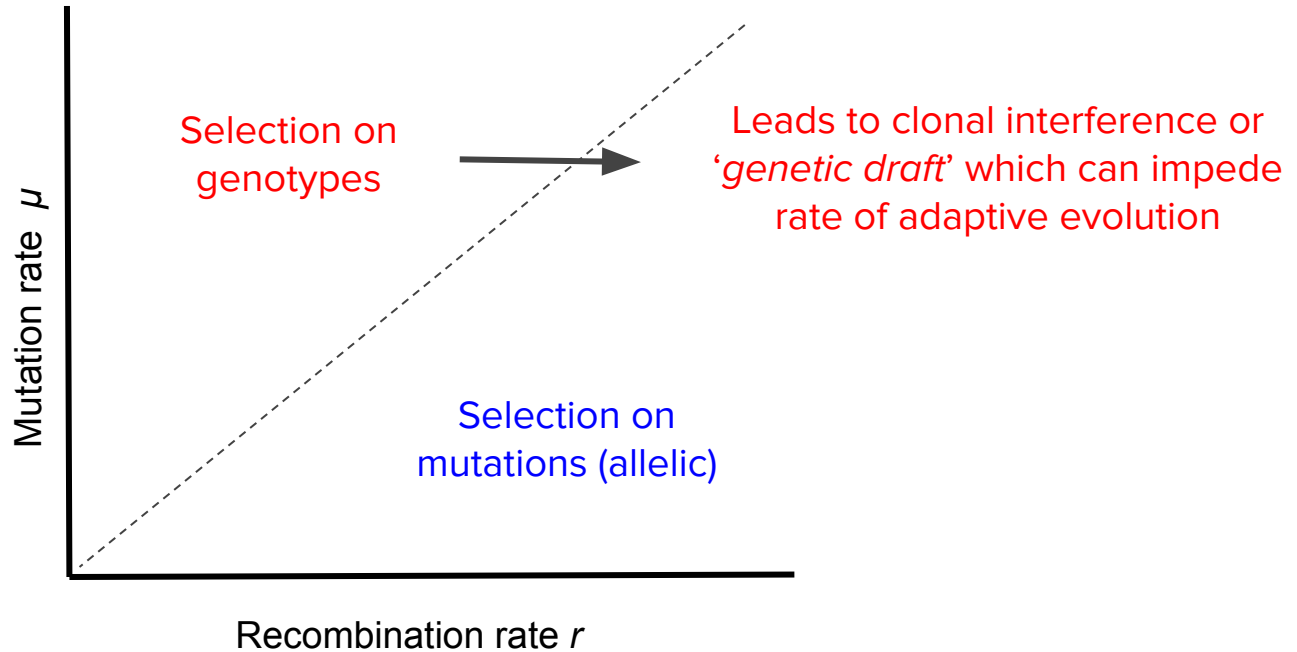 Selection on
genotypes
Leads to clonal interference or
‘genetic draft’ which can impede
rate of adaptive evolution
Mutation rate μ
Selection on
mutations (allelic)
Recombination rate r